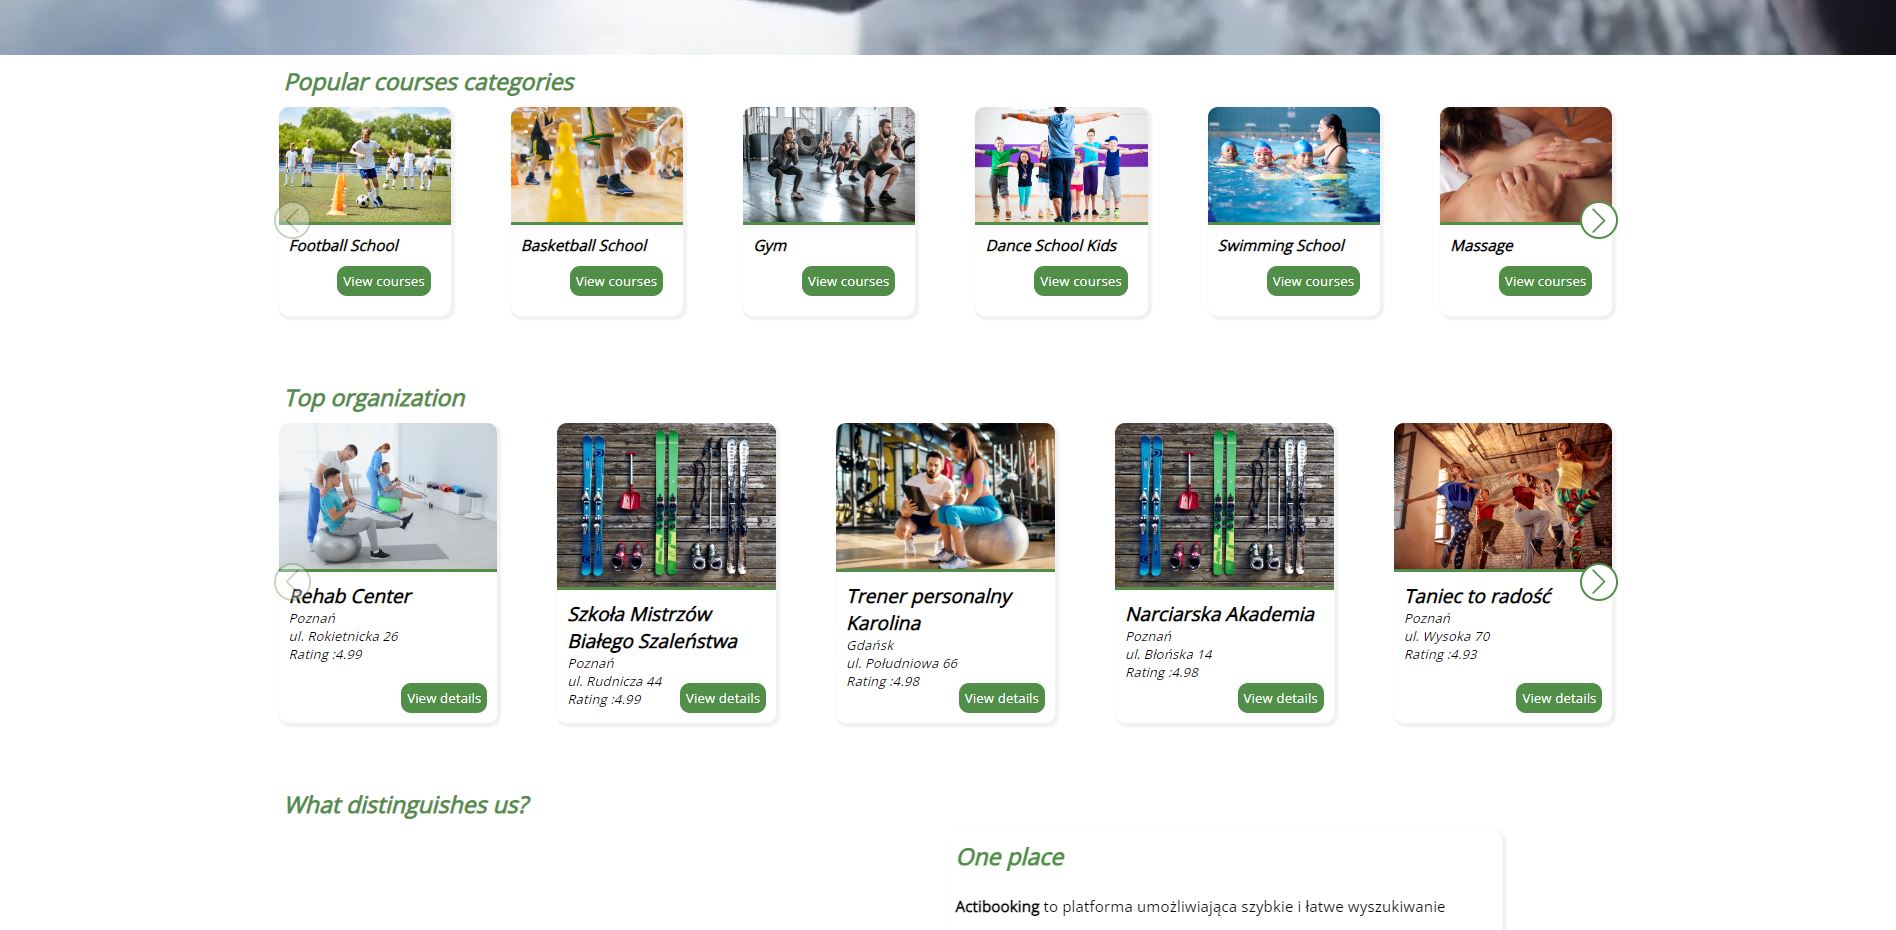 Popular courses categories
Football School
View courses
Basketball School
View courses
Gym
View courses
Dance School Kids
View courses
Swimming School
View courses
Massage
View courses
Top organization
Rehab Center
Poznań
ul. Rokietnicka 26
Rating :4.99
View details
Szkoła Mistrzów
Białego Szaleństwa
Poznań
ul. Rudnicza 44
Rating :4.99
View details
Trener personalny
Karolina
Gdańsk
ul. Południowa 66
Rating :4.98
View details
Narciarska Akademia
Poznań
ul. Błońska 14
Rating :4.98
View details
Taniec to radość
Poznań
ul. Wysoka 70
Rating :4.93
View details
What distinguishes us?
One place
Actibooking to platforma umożliwiająca szybkie i łatwe wyszukiwanie